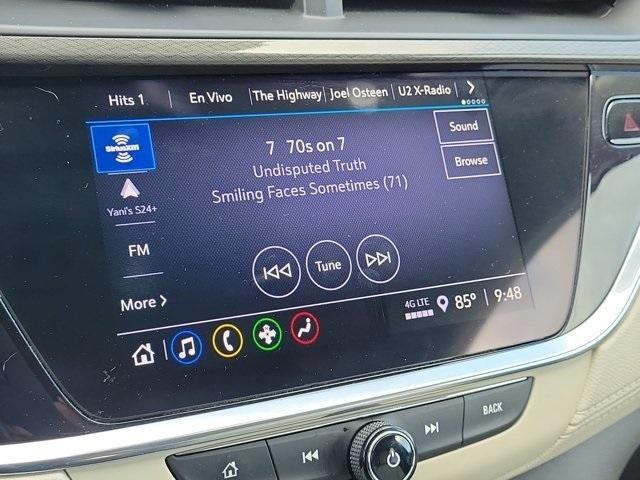 Hits 1 En Vivo The Highway Joel Osteen U2 X-Radio
SiriusXM
7 70s on 7
Undisputed Truth
Smiling Faces Sometimes (71)
Sound
Browse
Yani's S24+
FM
More
Tune
4G LTE 85° 9:48
BACK